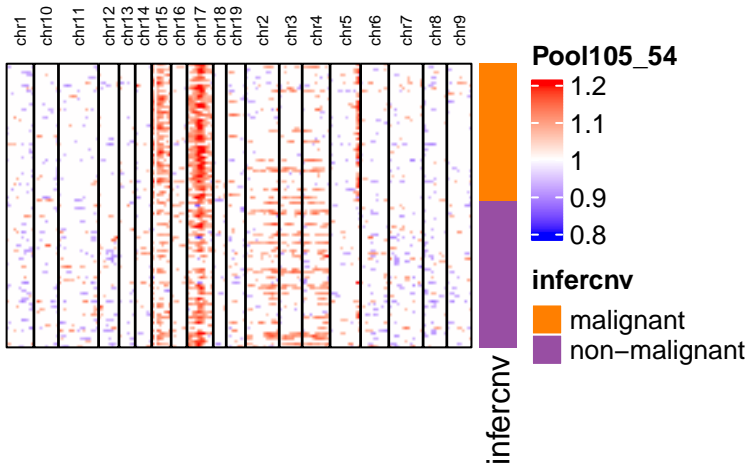 chr1
chr10
chr11
chr12
chr13
chr14
chr15
chr16
chr17
chr18
chr19
chr2
chr3
chr4
chr5
chr6
chr7
chr8
chr9
Pool105_54
1.2
1.1
1
0.9
0.8
infercnv
malignant
non−malignant
infercnv